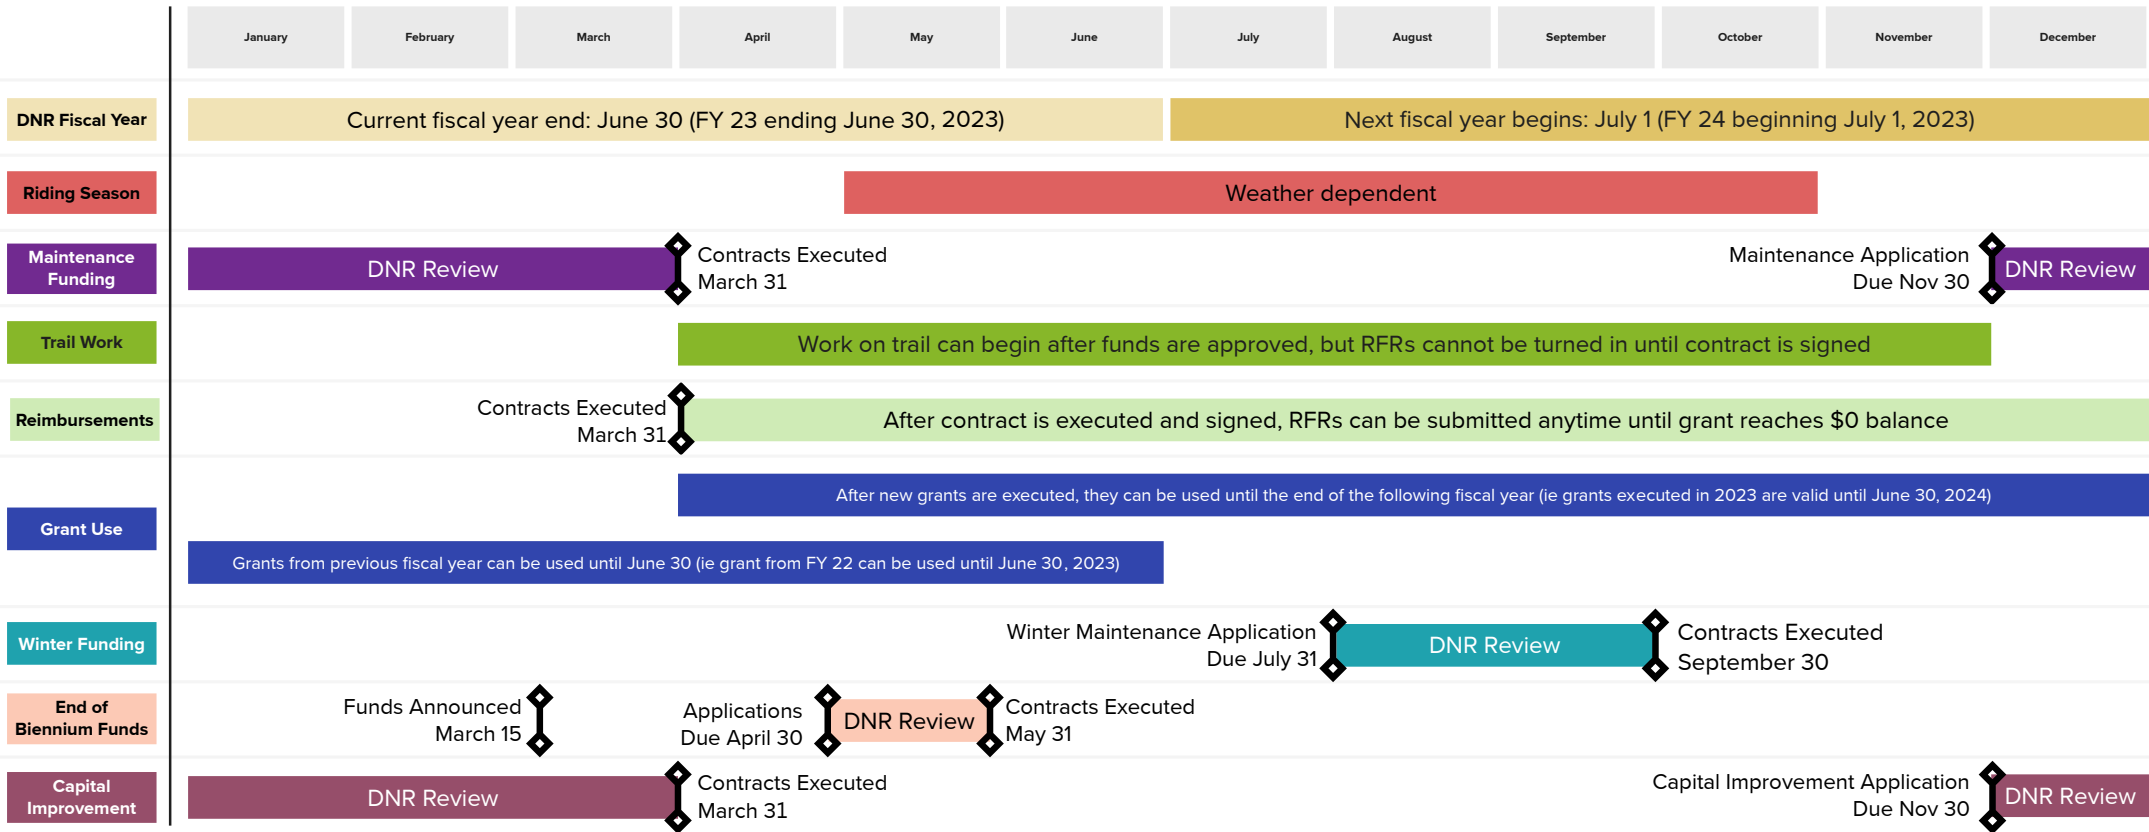 January
February
March
April
May
June
July
August
September
October
November
December
DNR Fiscal Year
Current fiscal year end: June 30 (FY 23 ending June 30, 2023)
Next fiscal year begins: July 1 (FY 24 beginning July 1, 2023)
Riding Season
Weather dependent
Maintenance
Funding
DNR Review
Contracts Executed
March 31
Maintenance Application
Due Nov 30
DNR Review
Trail Work
Work on trail can begin after funds are approved, but RFRs cannot be turned in until contract is signed
Reimbursements
Contracts Executed
March 31
After contract is executed and signed, RFRs can be submitted anytime until grant reaches $0 balance
Grant Use
After new grants are executed, they can be used until the end of the following fiscal year (ie grants executed in 2023 are valid until June 30, 2024)
Grants from previous fiscal year can be used until June 30 (ie grant from FY 22 can be used until June 30, 2023)
Winter Funding
Winter Maintenance Application
Due July 31
DNR Review
Contracts Executed
September 30
End of
Biennium Funds
Funds Announced
March 15
Applications
Due April 30
DNR Review
Contracts Executed
May 31
Capital
Improvement
DNR Review
Contracts Executed
March 31
Capital Improvement Application
Due Nov 30
DNR Review